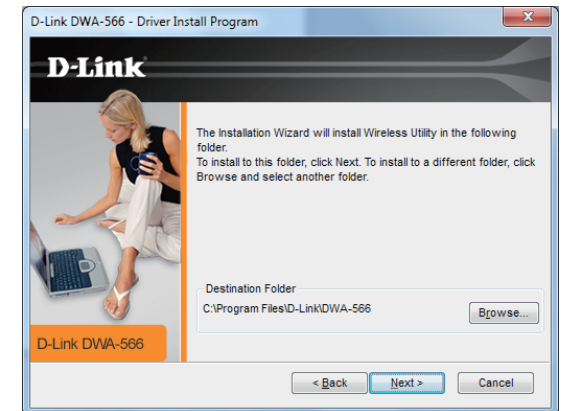 D-Link DWA-566 - Driver Install Program
D-Link
The Installation Wizard will install Wireless Utility in the following
folder.
To install to this folder, click Next. To install to a different folder, click
Browse and select another folder.
Destination Folder
C:\Program Files\D-Link\DWA-566
Browse...
D-Link DWA-566
< Back
Next >
Cancel